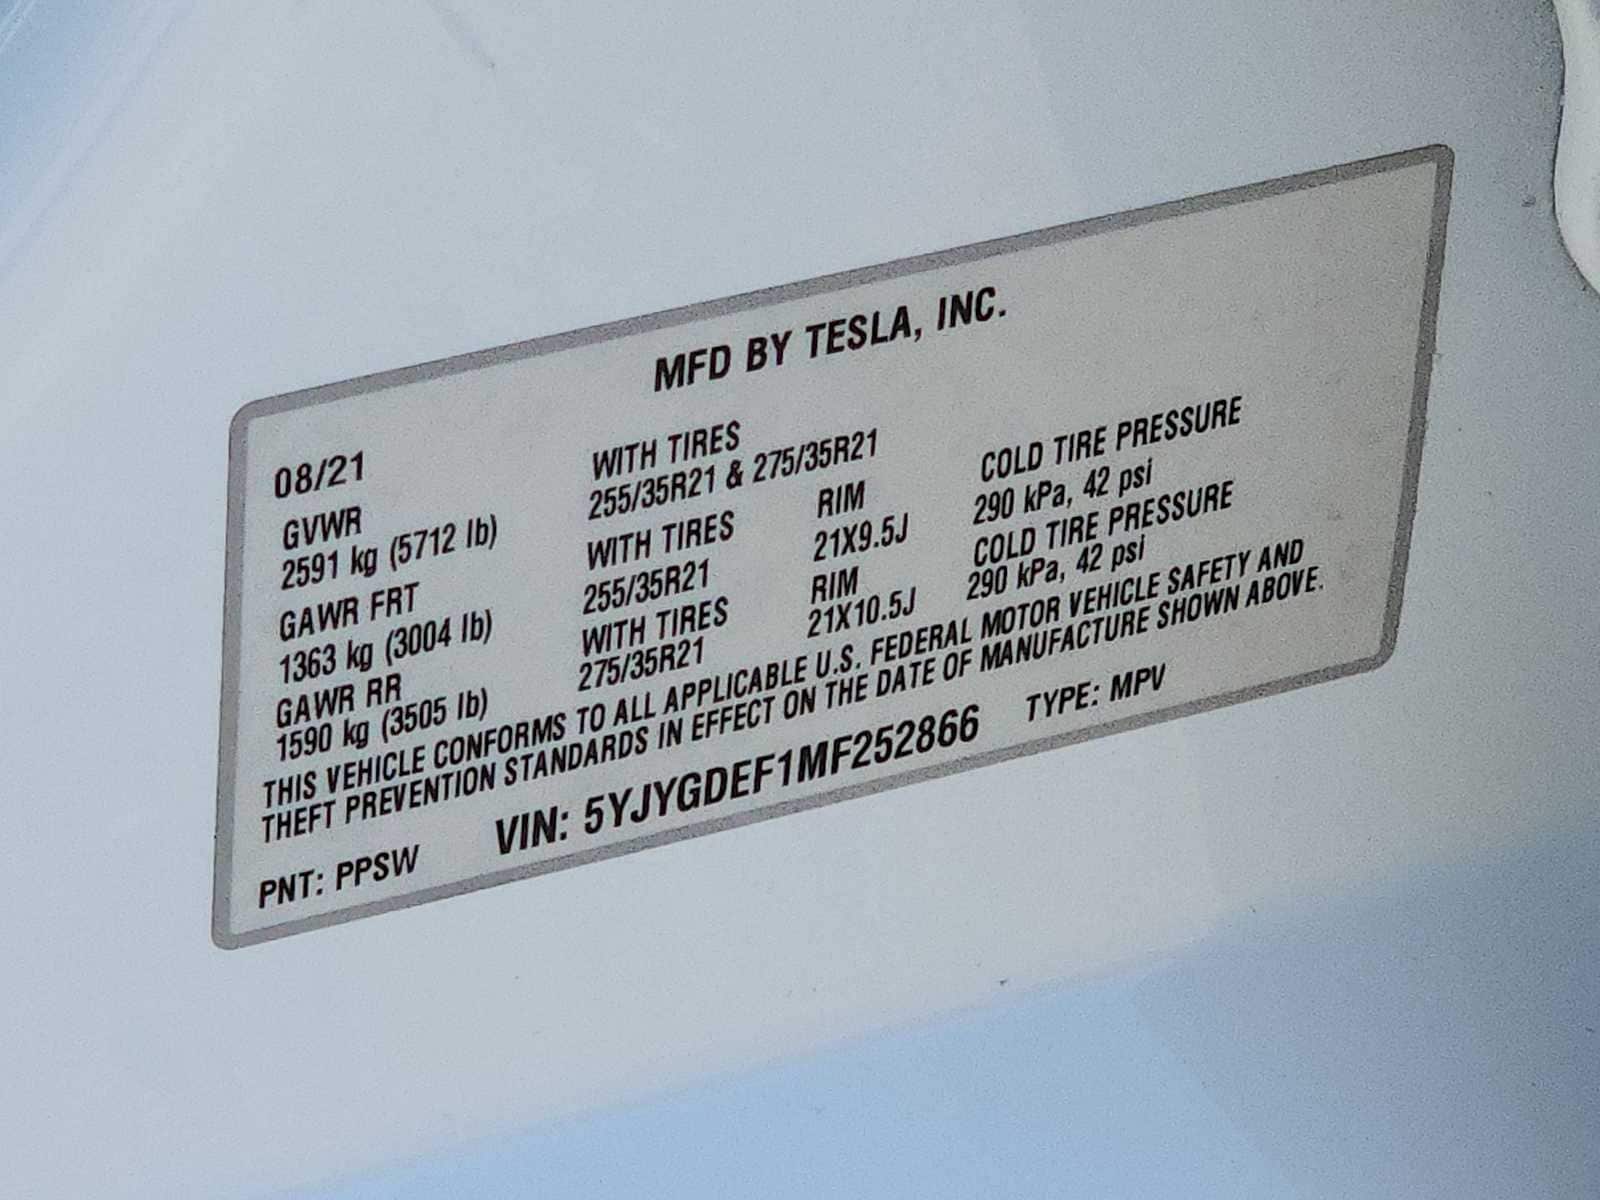 MFD BY TESLA, INC.
08/21
GVWR WITH TIRES
2591 kg (5712 lb) 255/35R21 & 275/35R21
GAWR FRT WITH TIRES RIM COLD TIRE PRESSURE
1363 kg (3004 lb) 255/35R21 21X9.5J 290 kPa, 42 psi
GAWR RR WITH TIRES RIM COLD TIRE PRESSURE
1590 kg (3505 lb) 275/35R21 21X10.5J 290 kPa, 42 psi
THIS VEHICLE CONFORMS TO ALL APPLICABLE U.S. FEDERAL MOTOR VEHICLE SAFETY AND
THEFT PREVENTION STANDARDS IN EFFECT ON THE DATE OF MANUFACTURE SHOWN ABOVE.
PNT: PPSW VIN: 5YJYGDEF1MF252866 TYPE: MPV